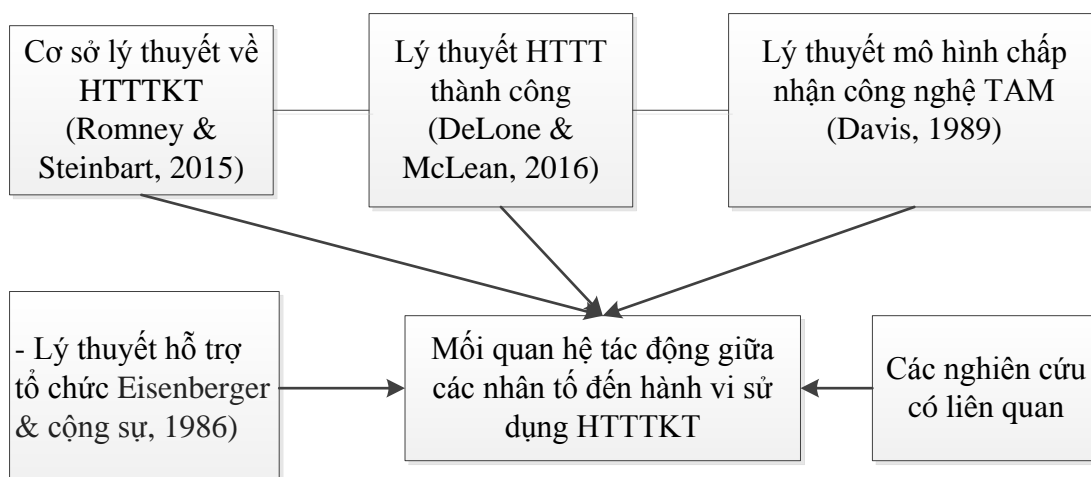 Cơ sở lý thuyết về
HTTTKT
(Romney &
Steinbart, 2015)
Lý thuyết HTTT
thành công
(DeLone &
McLean, 2016)
Lý thuyết mô hình chấp
nhận công nghệ TAM
(Davis, 1989)
- Lý thuyết hỗ trợ
tổ chức Eisenberger
& cộng sự, 1986)
Mối quan hệ tác động giữa
các nhân tố đến hành vi sử
dụng HTTTKT
Các nghiên cứu
có liên quan